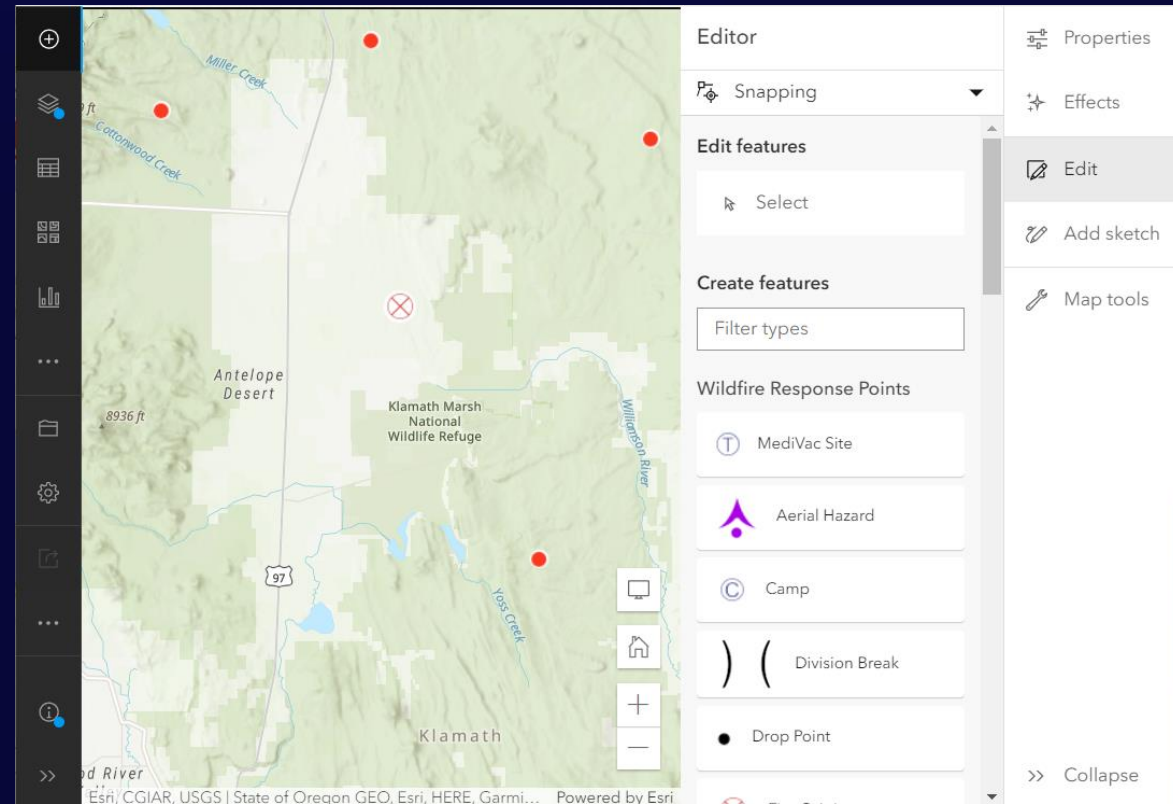 Miller Creek
ft
Cottonwood Creek
Antelope
Desert
8936 ft
Klamath Marsh
National
Wildlife Refuge
Williamson River
97
Yoss Creek
Klamath
d River
Esri, CGIAR, USGS | State of Oregon GEO, Esri, HERE, Garmi... Powered by Esri
Editor
Snapping
Edit features
Select
Create features
Filter types
Wildfire Response Points
T MediVac Site
Aerial Hazard
C Camp
Division Break
Drop Point
Properties
Effects
Edit
Add sketch
Map tools
Collapse